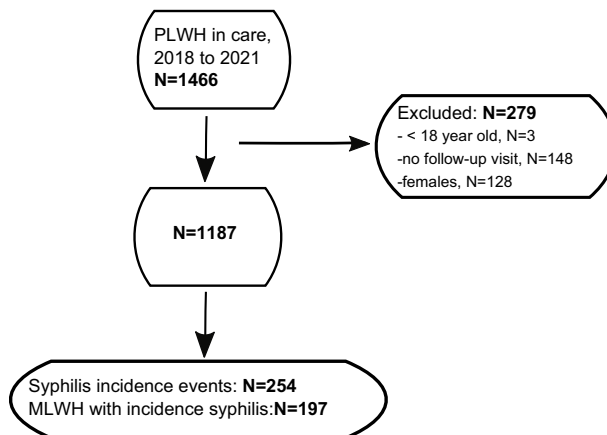 PLWH in care,
2018 to 2021
N=1466
Excluded: N=279
- < 18 year old, N=3
-no follow-up visit, N=148
-females, N=128
N=1187
Syphilis incidence events: N=254
MLWH with incidence syphilis:N=197